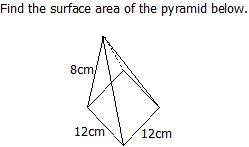 Find the surface area of the pyramid below.
8cm
12cm 12cm